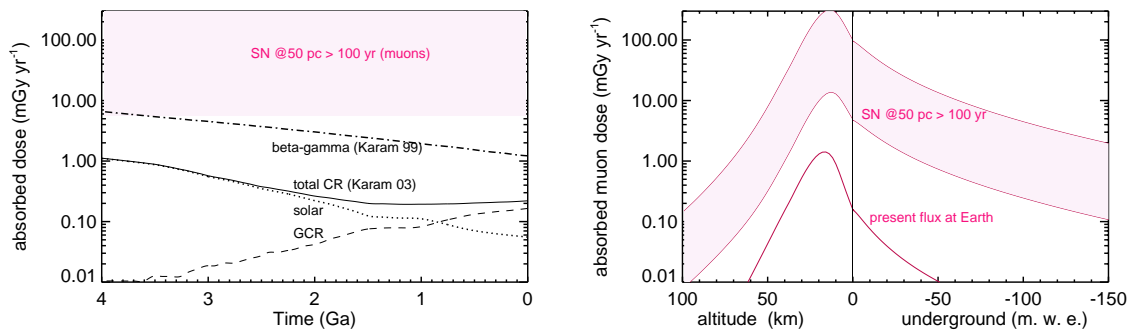 absorbed dose (mGy yr-1)
100.00
10.00
1.00
0.10
0.01
SN @50 pc > 100 yr (muons)
beta-gamma (Karam 99)
total CR (Karam 03)
solar
GCR
4
3
2
1
0
Time (Ga)
absorbed muon dose (mGy yr-1)
100.00
10.00
1.00
0.10
0.01
SN @50 pc > 100 yr
present flux at Earth
100
50
0
-50
-100
-150
altitude (km)
underground (m. w. e.)